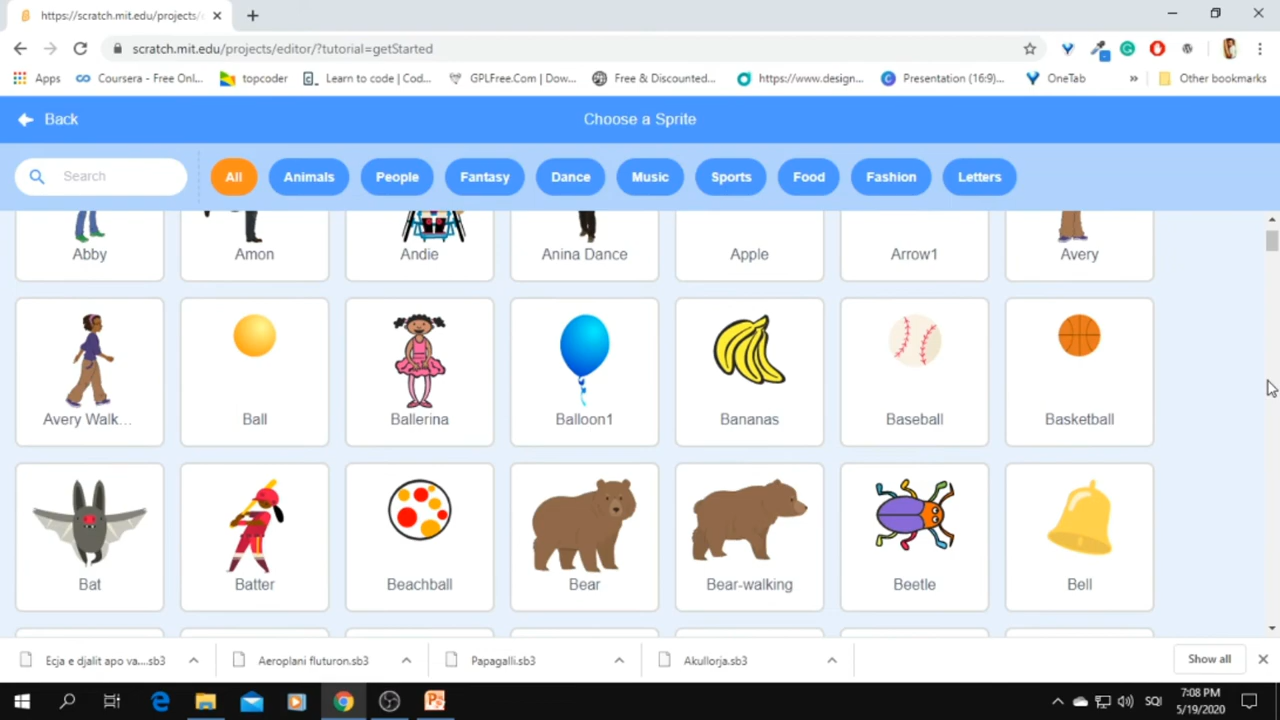 https://scratch.mit.edu/projects/
scratch.mit.edu/projects/editor/?tutorial=getStarted
Apps Coursera - Free Onl... topcoder Learn to code | Cod... GPLFree.Com | Dow... Free & Discounted... https://www.design... Presentation (16:9)... OneTab » Other bookmarks
Back Choose a Sprite
Search All Animals People Fantasy Dance Music Sports Food Fashion Letters
Abby Amon Andie Anina Dance Apple Arrow1 Avery
Avery Walk... Ball Ballerina Balloon1 Bananas Baseball Basketball
Bat Batter Beachball Bear Bear-walking Beetle Bell
Ecja e djalit apo va....sb3 Aeroplani fluturon.sb3 Papagalli.sb3 Akullorja.sb3 Show all
SQI 7:08 PM
5/19/2020